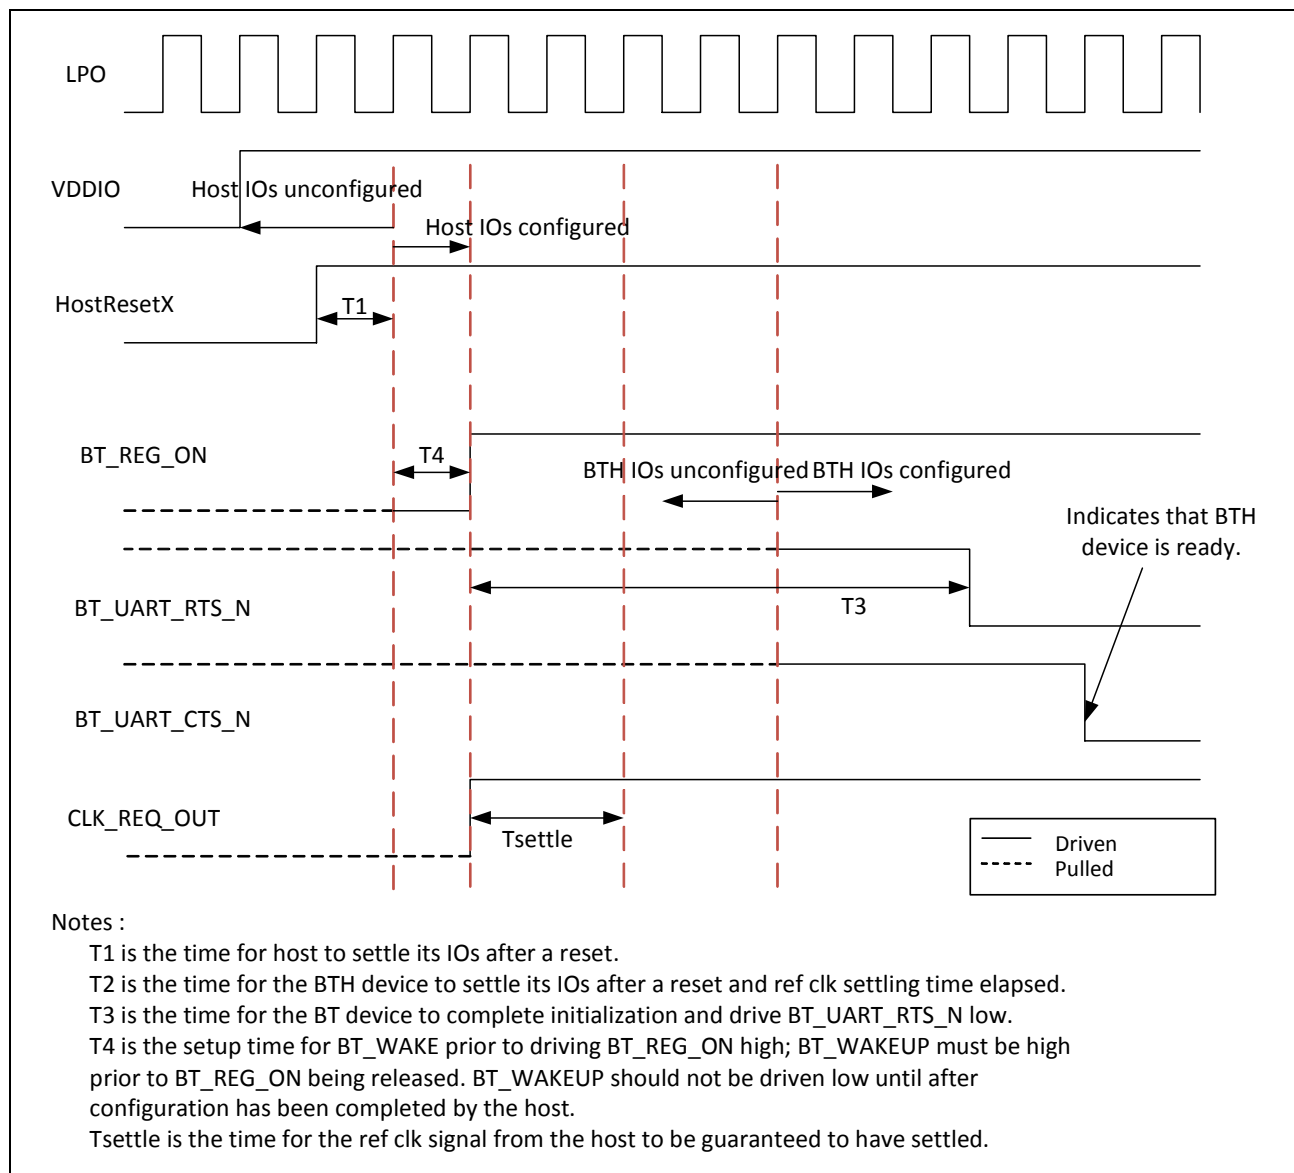 LPO
VDDIO
Host IOs unconfigured
Host IOs configured
HostResetX
T1
BT_REG_ON
T4
BTH IOs unconfigured
BTH IOs configured
Indicates that BTH
device is ready.
BT_UART_RTS_N
T3
BT_UART_CTS_N
CLK_REQ_OUT
Tsettle
Driven
Pulled
Notes :
T1 is the time for host to settle its IOs after a reset.
T2 is the time for the BTH device to settle its IOs after a reset and ref clk settling time elapsed.
T3 is the time for the BT device to complete initialization and drive BT_UART_RTS_N low.
T4 is the setup time for BT_WAKE prior to driving BT_REG_ON high; BT_WAKEUP must be high
prior to BT_REG_ON being released. BT_WAKEUP should not be driven low until after
configuration has been completed by the host.
Tsettle is the time for the ref clk signal from the host to be guaranteed to have settled.